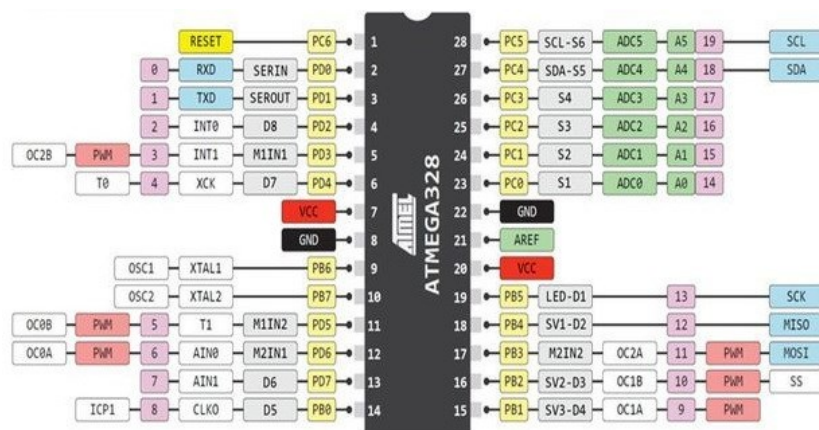 RESET PC6 1 28 PC5 SCL-S6 ADC5 A5 19 SCL
0 RXD SERIN PD0 2 27 PC4 SDA-S5 ADC4 A4 18 SDA
1 TXD SEROUT PD1 3 26 PC3 S4 ADC3 A3 17
2 INT0 D8 PD2 4 25 PC2 S3 ADC2 A2 16
OC2B PWM 3 INT1 M1IN1 PD3 5 24 PC1 S2 ADC1 A1 15
T0 4 XCK D7 PD4 6 23 PC0 S1 ADC0 A0 14
VCC 7 22 GND
GND 8 21 AREF
OSC1 XTAL1 PB6 9 20 VCC
OSC2 XTAL2 PB7 10 19 PB5 LED-D1 13 SCK
OC0B PWM 5 T1 M1IN2 PD5 11 18 PB4 SV1-D2 12 MISO
OC0A PWM 6 AIN0 M2IN1 PD6 12 17 PB3 M2IN2 OC2A 11 PWM MOSI
7 AIN1 D6 PD7 13 16 PB2 SV2-D3 OC1B 10 PWM SS
ICP1 8 CLKO D5 PB0 14 15 PB1 SV3-D4 OC1A 9 PWM
ATMEL
ATMEGA328